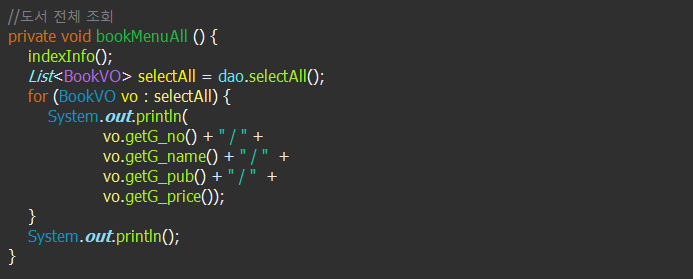 //도서 전체 조회
private void bookMenuAll () {
indexInfo();
List<BookVO> selectAll = dao.selectAll();
for (BookVO vo : selectAll) {
System.out.println(
vo.getG_no() + " / " +
vo.getG_name() + " / "  +
vo.getG_pub() + " / "  +
vo.getG_price());
}
System.out.println();
}